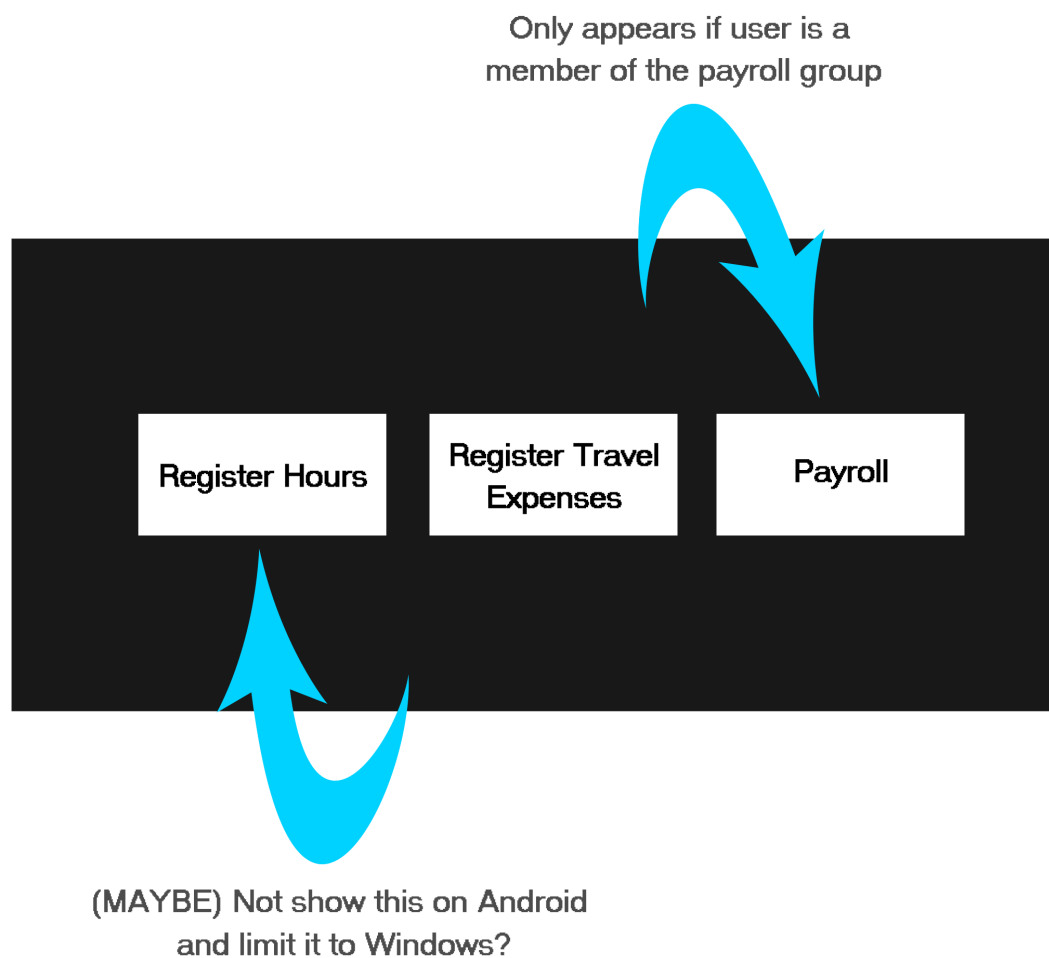 Only appears if user is a
member of the payroll group
Register Hours
Register Travel
Expenses
Payroll
(MAYBE) Not show this on Android
and limit it to Windows?